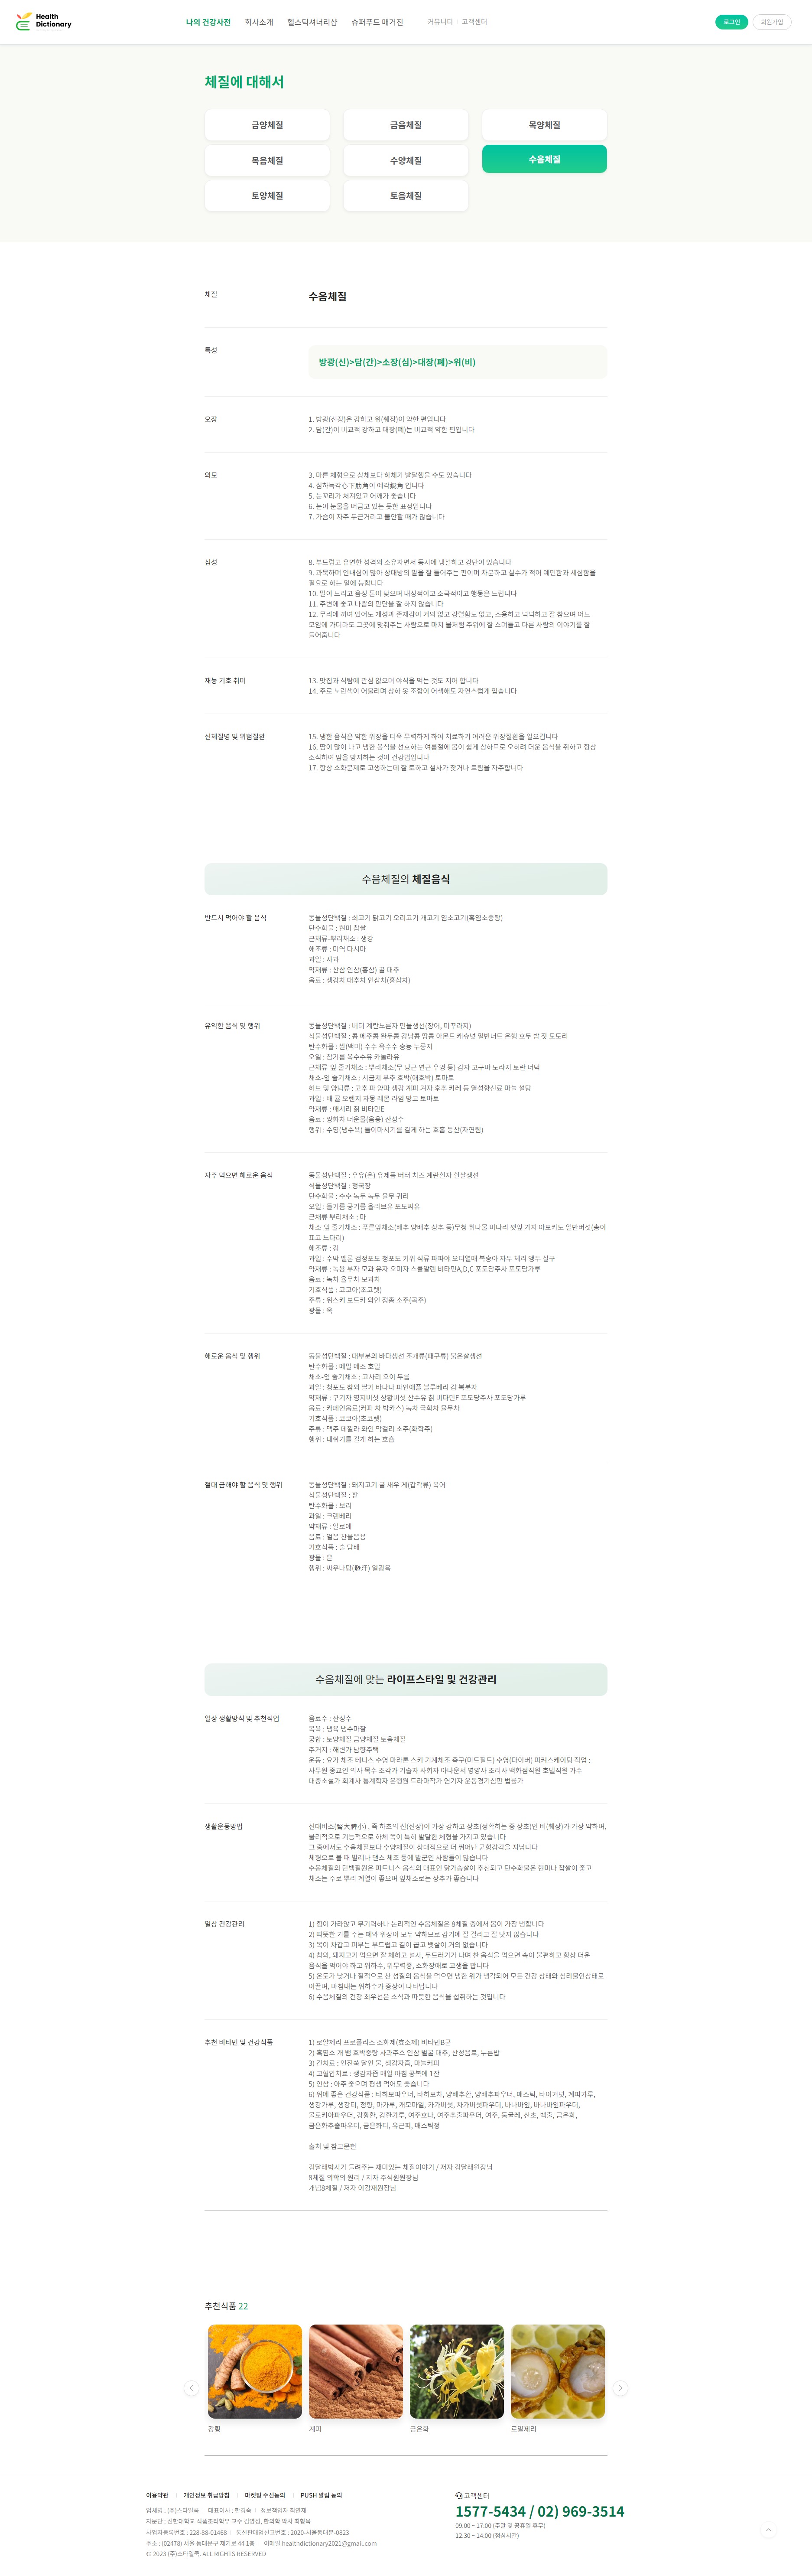 Health
Dictionary
나의 건강사전 회사소개 헬스딕셔너리샵 슈퍼푸드 매거진 커뮤니티 고객센터
로그인 회원가입
체질에 대해서
금양체질 금음체질 목양체질
목음체질 수양체질 수음체질
토양체질 토음체질
체질 수음체질
특성 방광(신)>담(간)>소장(심)>대장(폐)>위(비)
오장 1. 방광(신장)은 강하고 위(췌장)이 약한 편입니다
2. 담(간)이 비교적 강하고 대장(폐)는 비교적 약한 편입니다
외모 3. 마른 체형으로 상체보다 하체가 발달했을 수도 있습니다
4. 심하늑각心下肋角이 예각銳角 입니다
5. 눈꼬리가 처져있고 어깨가 좋습니다
6. 눈이 눈물을 머금고 있는 듯한 표정입니다
7. 가슴이 자주 두근거리고 불안할 때가 많습니다
심성 8. 부드럽고 유연한 성격의 소유자면서 동시에 냉철하고 강단이 있습니다
9. 과묵하며 인내심이 많아 상대방의 말을 잘 들어주는 편이며 차분하고 실수가 적어 예민함과 세심함을
필요로 하는 일에 능합니다
10. 말이 느리고 음성 톤이 낮으며 내성적이고 소극적이고 행동은 느립니다
11. 주변에 좋고 나쁨의 판단을 잘 하지 않습니다
12. 무리에 끼여 있어도 개성과 존재감이 거의 없고 강렬함도 없고, 조용하고 넉넉하고 잘 참으며 어느
모임에 가더라도 그곳에 맞춰주는 사람으로 마치 물처럼 주위에 잘 스며들고 다른 사람의 이야기를 잘
들어줍니다
재능 기호 취미 13. 맛집과 식탐에 관심 없으며 야식을 먹는 것도 저어 합니다
14. 주로 노란색이 어울리며 상하 옷 조합이 어색해도 자연스럽게 입습니다
신체질병 및 위험질환 15. 냉한 음식은 약한 위장을 더욱 무력하게 하여 치료하기 어려운 위장질환을 일으킵니다
16. 땀이 많이 나고 냉한 음식을 선호하는 여름철에 몸이 쉽게 상하므로 오히려 더운 음식을 취하고 항상
소식하여 땀을 방지하는 것이 건강법입니다
17. 항상 소화문제로 고생하는데 잘 토하고 설사가 잦거나 트림을 자주합니다
수음체질의 체질음식
반드시 먹어야 할 음식 동물성단백질 : 쇠고기 닭고기 오리고기 개고기 염소고기(흑염소중탕)
탄수화물 : 현미 찹쌀
근채류-뿌리채소 : 생강
해조류 : 미역 다시마
과일 : 사과
약재류 : 산삼 인삼(홍삼) 꿀 대추
음료 : 생강차 대추차 인삼차(홍삼차)
유익한 음식 및 행위 동물성단백질 : 버터 계란노른자 민물생선(장어, 미꾸라지)
식물성단백질 : 콩 메주콩 완두콩 강낭콩 땅콩 아몬드 캐슈넛 일반너트 은행 호두 밤 잣 도토리
탄수화물 : 쌀(백미) 수수 옥수수 숭늉 누룽지
오일 : 참기름 옥수수유 카놀라유
근채류-잎 줄기채소 : 뿌리채소(무 당근 연근 우엉 등) 감자 고구마 도라지 토란 더덕
채소-잎 줄기채소 : 시금치 부추 호박(애호박) 토마토
허브 및 양념류 : 고추 파 양파 생강 계피 겨자 후추 카레 등 열성향신료 마늘 설탕
과일 : 배 귤 오렌지 자몽 레몬 라임 망고 토마토
약재류 : 매시리 칡 비타민E
음료 : 쌍화차 더운물(음용) 산성수
행위 : 수영(냉수욕) 들이마시기를 길게 하는 호흡 등산(자연림)
자주 먹으면 해로운 음식 동물성단백질 : 우유(온) 유제품 버터 치즈 계란흰자 흰살생선
식물성단백질 : 청국장
탄수화물 : 수수 녹두 녹두 율무 귀리
오일 : 들기름 콩기름 올리브유 포도씨유
근채류 뿌리채소 : 마
채소-잎 줄기채소 : 푸른잎채소(배추 양배추 상추 등)무청 취나물 미나리 깻잎 가지 아보카도 일반버섯(송이
표고 느타리)
해조류 : 김
과일 : 수박 멜론 검정포도 청포도 키위 석류 파파야 오디열매 복숭아 자두 체리 앵두 살구
약재류 : 녹용 부자 모과 유자 오미자 스쿠알렌 비타민A,D,C 포도당주사 포도당가루
음료 : 녹차 율무차 모과차
기호식품 : 코코아(초코렛)
주류 : 위스키 보드카 와인 정종 소주(곡주)
광물 : 옥
해로운 음식 및 행위 동물성단백질 : 대부분의 바다생선 조개류(패구류) 붉은살생선
탄수화물 : 메밀 메조 호밀
채소-잎 줄기채소 : 고사리 오이 두릅
과일 : 청포도 참외 딸기 바나나 파인애플 블루베리 감 복분자
약재류 : 구기자 영지버섯 상황버섯 산수유 칡 비타민E 포도당주사 포도당가루
음료 : 카페인음료(커피 차 박카스) 녹차 국화차 율무차
기호식품 : 코코아(초코렛)
주류 : 맥주 데낄라 와인 막걸리 소주(화학주)
행위 : 내쉬기를 길게 하는 호흡
절대 금해야 할 음식 및 행위 동물성단백질 : 돼지고기 굴 새우 게(갑각류) 복어
식물성단백질 : 팥
탄수화물 : 보리
과일 : 크렌베리
약재류 : 알로에
음료 : 얼음 찬물음용
기호식품 : 술 담배
광물 : 은
행위 : 싸우나탕(發汗) 일광욕
수음체질에 맞는 라이프스타일 및 건강관리
일상 생활방식 및 추천직업 음료수 : 산성수
목욕 : 냉욕 냉수마찰
궁합 : 토양체질 금양체질 토음체질
주거지 : 해변가 남향주택
운동 : 요가 체조 테니스 수영 마라톤 스키 기계체조 축구(미드필드) 수영(다이버) 피켜스케이팅 직업 :
사무원 종교인 의사 목수 조각가 기술자 사회자 아나운서 영양사 조리사 백화점직원 호텔직원 가수
대중소설가 회계사 통계학자 은행원 드라마작가 연기자 운동경기심판 법률가
생활운동방법 신대비소(腎大脾小) , 즉 하초의 신(신장)이 가장 강하고 상초(정확히는 중 상초)인 비(췌장)가 가장 약하며,
물리적으로 기능적으로 하체 쪽이 특히 발달한 체형을 가지고 있습니다
그 중에서도 수음체질보다 수양체질이 상대적으로 더 뛰어난 균형감각을 지닙니다
체형으로 볼 때 발레나 댄스 체조 등에 발군인 사람들이 많습니다
수음체질의 단백질원은 피트니스 음식의 대표인 닭가슴살이 추천되고 탄수화물은 현미나 찹쌀이 좋고
채소는 주로 뿌리 계열이 좋으며 잎채소로는 상추가 좋습니다
일상 건강관리 1) 힘이 가라앉고 무기력하나 논리적인 수음체질은 8체질 중에서 몸이 가장 냉합니다
2) 따뜻한 기를 주는 폐와 위장이 모두 약하므로 감기에 잘 걸리고 잘 낫지 않습니다
3) 목이 차갑고 피부는 부드럽고 결이 곱고 뱃살이 거의 없습니다
4) 참외, 돼지고기 먹으면 잘 체하고 설사, 두드러기가 나며 찬 음식을 먹으면 속이 불편하고 항상 더운
음식을 먹어야 하고 위하수, 위무력증, 소화장애로 고생을 합니다
5) 온도가 낮거나 질적으로 찬 성질의 음식을 먹으면 냉한 위가 냉각되어 모든 건강 상태와 심리불안상태로
이끌며, 마침내는 위하수가 증상이 나타납니다
6) 수음체질의 건강 최우선은 소식과 따뜻한 음식을 섭취하는 것입니다
추천 비타민 및 건강식품 1) 로얄제리 프로폴리스 소화제(효소제) 비타민B군
2) 흑염소 개 뱀 호박중탕 사과주스 인삼 벌꿀 대추, 산성음료, 누른밥
3) 간치료 : 인진쑥 달인 물, 생감자즙, 마늘커피
4) 고혈압치료 : 생감자즙 매일 아침 공복에 1잔
5) 인삼 : 아주 좋으며 평생 먹어도 좋습니다
6) 위에 좋은 건강식품 : 타히보파우더, 타히보차, 양배추환, 양배추파우더, 매스틱, 타이거넛, 계피가루,
생강가루, 생강티, 정향, 마가루, 캐모마일, 카가버섯, 차가버섯파우더, 바나바잎, 바나바잎파우더,
올로키아파우더, 강황환, 강환가루, 여주호나, 여주추출파우더, 여주, 둥굴레, 산초, 백출, 금은화,
금은화추출파우더, 금은화티, 유근피, 매스틱정
출처 및 참고문헌
김달래박사가 들려주는 재미있는 체질이야기 / 저자 김달래원장님
8체질 의학의 원리 / 저자 주석원원장님
개념8체질 / 저자 이강재원장님
추천식품 22
강황 계피 금은화 로얄제리
이용약관 개인정보 취급방침 마켓팅 수신동의 PUSH 알림 동의
업체명 : (주)스타일콕 대표이사 : 한경숙 정보책임자 최연재
자문단 : 신한대학교 식품조리학부 교수 김명성, 한의학 박사 최형욱
사업자등록번호 : 228-88-01468 통신판매업신고번호 : 2020-서울동대문-0823
주소 : (02478) 서울 동대문구 제기로 44 1층 이메일 healthdictionary2021@gmail.com
© 2023 (주)스타일콕. ALL RIGHTS RESERVED
고객센터
1577-5434 / 02) 969-3514
09:00 ~ 17:00 (주말 및 공휴일 휴무)
12:30 ~ 14:00 (점심시간)